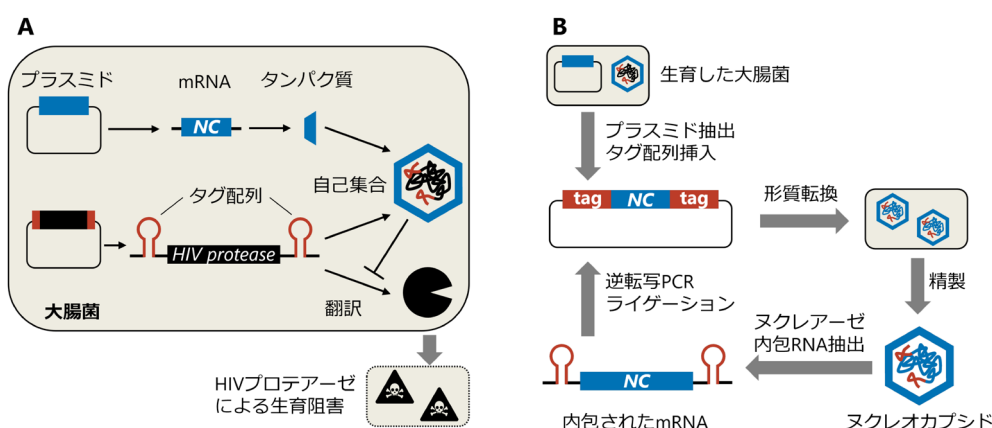 A
プラスミド
mRNA
タンパク質
NC
自己集合
タグ配列
HIV protease
翻訳
大腸菌
HIVプロテアーゼ
による生育阻害
B
生育した大腸菌
プラスミド抽出
タグ配列挿入
tag NC tag
形質転換
精製
逆転写PCR
ライゲーション
ヌクレアーゼ
内包RNA抽出
NC
内包されたmRNA
ヌクレオカプシド